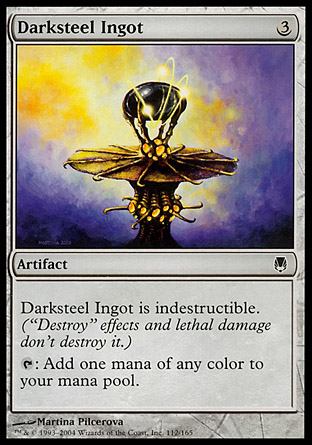 Darksteel Ingot 3
Artifact
Darksteel Ingot is indestructible.
("Destroy" effects and lethal damage
don't destroy it.)
: Add one mana of any color to
your mana pool.
Martina Pilcerova
™ & © 1993–2004 Wizards of the Coast, Inc. 112/165